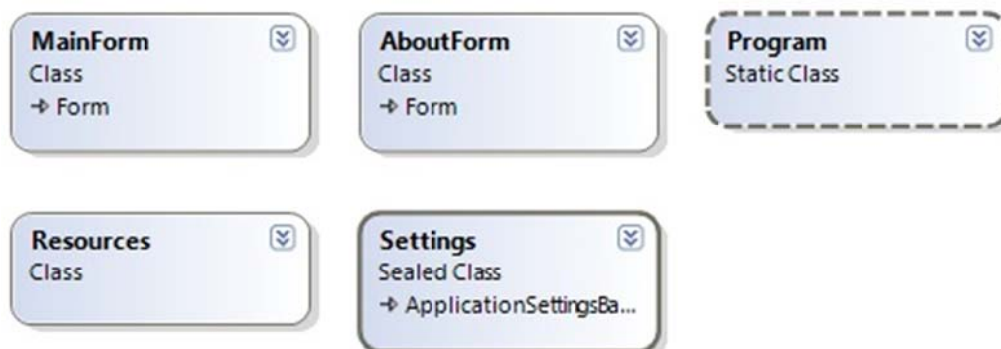 MainForm
Class
Form
AboutForm
Class
Form
Program
Static Class
Resources
Class
Settings
Sealed Class
ApplicationSettingsBa...